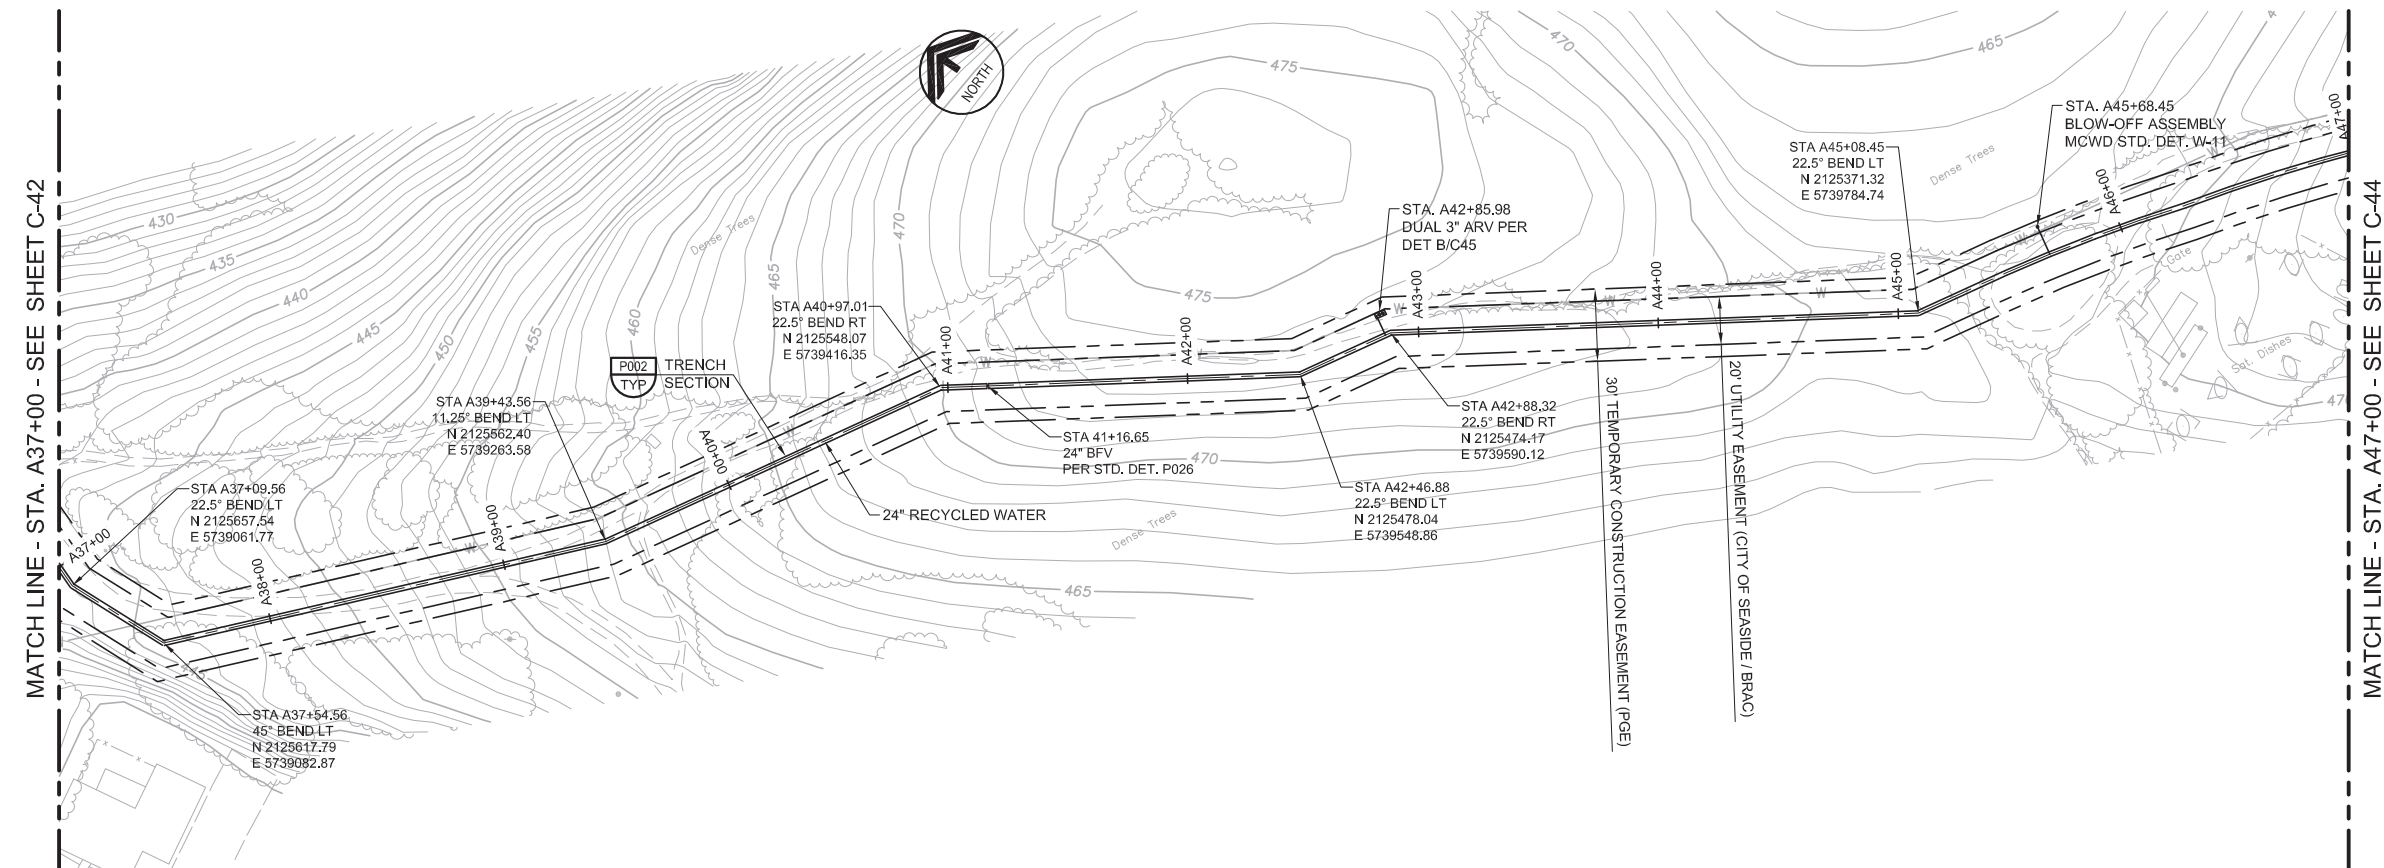 MATCH LINE - STA. A37+00 - SEE SHEET C-42
NORTH
430
435
440
445
450
455
460
465
470
475
475
470
465
Dense Trees
Dense Trees
STA. A45+68.45
BLOW-OFF ASSEMBLY
MCWD STD. DET. W-11
A47+00
STA A45+08.45
22.5° BEND LT
N 2125371.32
E 5739784.74
A46+00
W
W
Gate
Sat. Dishes
STA. A42+85.98
DUAL 3" ARV PER
DET B/C45
W
A43+00
W
A44+00
W
A45+00
STA A40+97.01
22.5° BEND RT
N 2125548.07
E 5739416.35
A41+00
W
A42+00
W
P002
TYP
TRENCH
SECTION
STA A39+43.56
11.25° BEND LT
N 2125562.40
E 5739263.58
A40+00
W
STA 41+16.65
24" BFV
PER STD. DET. P026
470
STA A42+88.32
22.5° BEND RT
N 2125474.17
E 5739590.12
STA A42+46.88
22.5° BEND LT
N 2125478.04
E 5739548.86
30' TEMPORARY CONSTRUCTION EASEMENT (PGE)
20' UTILITY EASEMENT (CITY OF SEASIDE / BRAC)
24" RECYCLED WATER
Dense Trees
465
STA A37+09.56
22.5° BEND LT
N 2125657.54
E 5739061.77
A37+00
A38+00
A39+00
W
STA A37+54.56
45° BEND LT
N 2125617.79
E 5739082.87
MATCH LINE - STA. A47+00 - SEE SHEET C-44